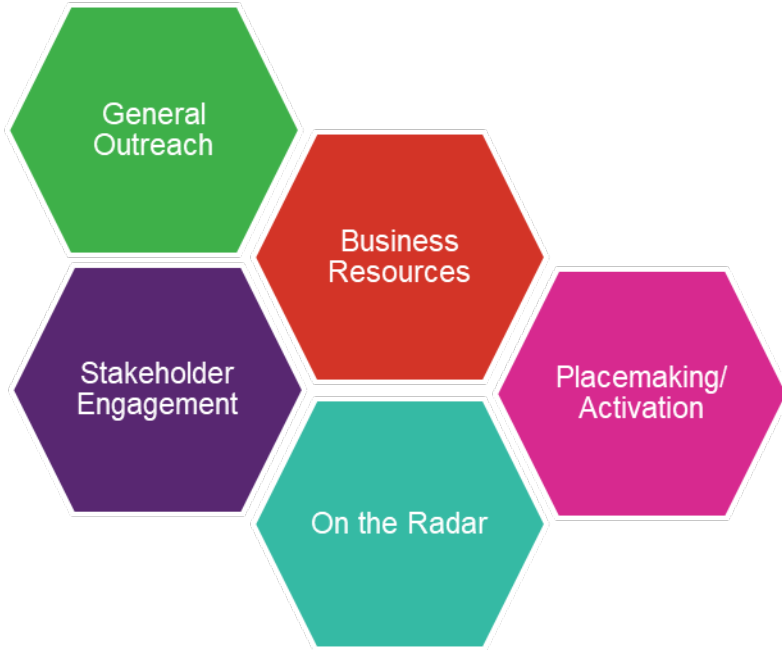 General
Outreach
Business
Resources
Stakeholder
Engagement
Placemaking/
Activation
On the Radar